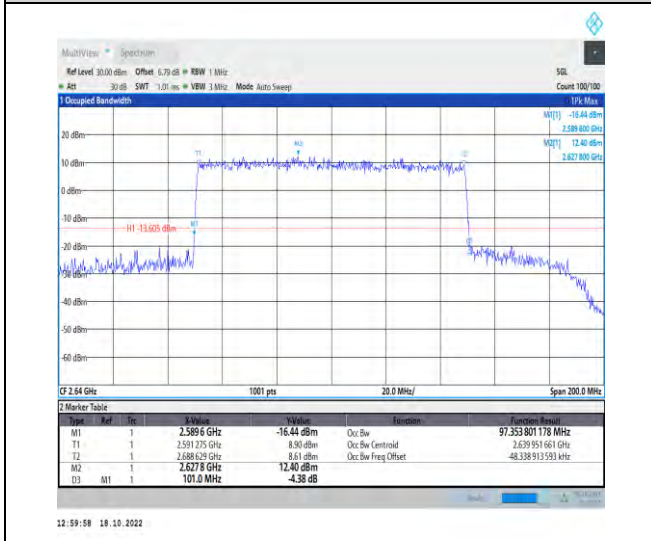 MultiView Spectrum
Ref Level 30.00 dBm Offset 6.79 dB RBW 1 MHz SGL
Att 30 dB SWT 1.01 ms VBW 3 MHz Mode Auto Sweep Count 100/100
1 Occupied Bandwidth 1Pk Max
M1[1] -16.44 dBm
2.589 600 GHz
M2[1] 12.40 dBm
2.627 800 GHz
20 dBm
T1 M2
10 dBm
0 dBm
-10 dBm
H1 -13.605 dBm M1
-20 dBm
-30 dBm
-40 dBm
-50 dBm
-60 dBm
CF 2.64 GHz 1001 pts 20.0 MHz/ Span 200.0 MHz
2 Marker Table
Type Ref Trc X-Value Y-Value Function Function Result
M1 1 2.589 6 GHz -16.44 dBm Occ Bw 97.353 801 178 MHz
T1 1 2.591 275 GHz 8.90 dBm Occ Bw Centroid 2.639 951 661 GHz
T2 1 2.688 629 GHz 8.61 dBm Occ Bw Freq Offset -48.338 913 593 kHz
M2 1 2.627 8 GHz 12.40 dBm
D3 M1 1 101.0 MHz -4.38 dB
12:59:58 18.10.2022